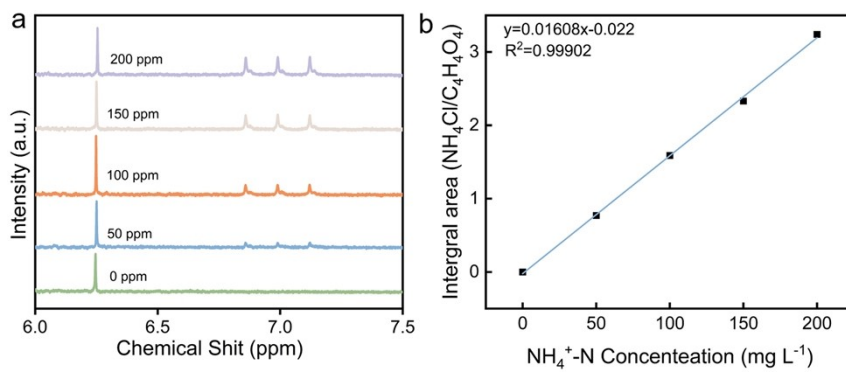 a
200 ppm
150 ppm
100 ppm
50 ppm
0 ppm
Intensity (a.u.)
6.0 6.5 7.0 7.5
Chemical Shit (ppm)
b
y=0.01608x-0.022
R²=0.99902
Intergral area (NH₄Cl/C₄H₄O₄)
3
2
1
0
0 50 100 150 200
NH₄⁺-N Concenteation (mg L⁻¹)